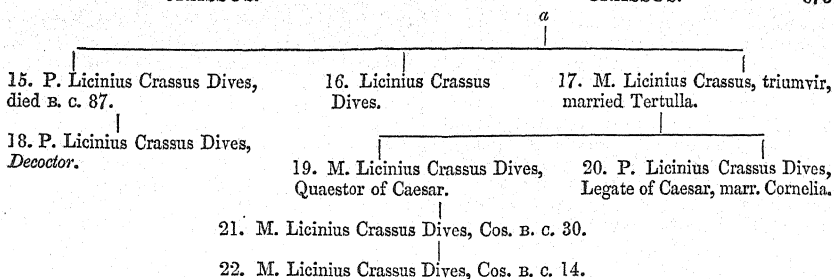 a
15. P. Licinius Crassus Dives,
died B. C. 87.
16. Licinius Crassus
Dives.
17. M. Licinius Crassus, triumvir,
married Tertulla.
18. P. Licinius Crassus Dives,
Decoctor.
19. M. Licinius Crassus Dives,
Quaestor of Caesar.
20. P. Licinius Crassus Dives,
Legate of Caesar, marr. Cornelia.
21. M. Licinius Crassus Dives, Cos. B. C. 30.
22. M. Licinius Crassus Dives, Cos. B. C. 14.